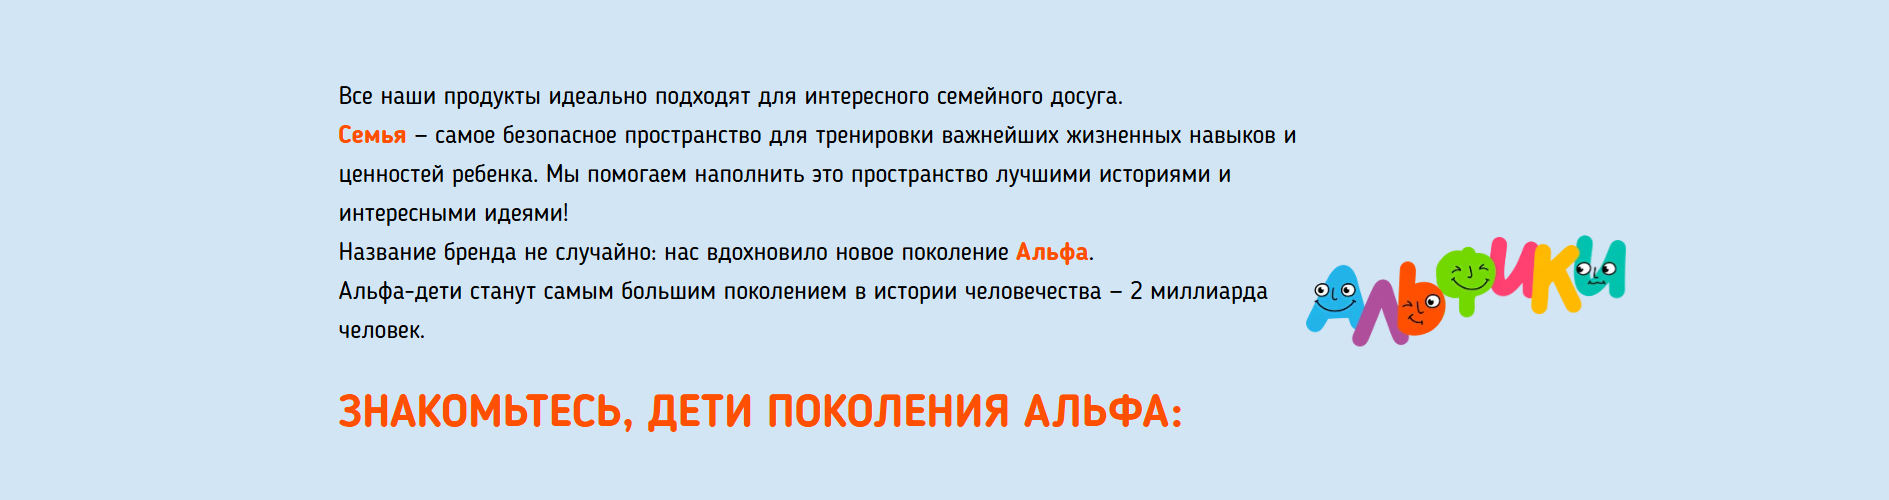 Все наши продукты идеально подходят для интересного семейного досуга.
Семья – самое безопасное пространство для тренировки важнейших жизненных навыков и
ценностей ребенка. Мы помогаем наполнить это пространство лучшими историями и
интересными идеями!
Название бренда не случайно: нас вдохновило новое поколение Альфа.
Альфа-дети станут самым большим поколением в истории человечества – 2 миллиарда
человек.
АЛЬФИКИ
ЗНАКОМЬТЕСЬ, ДЕТИ ПОКОЛЕНИЯ АЛЬФА: